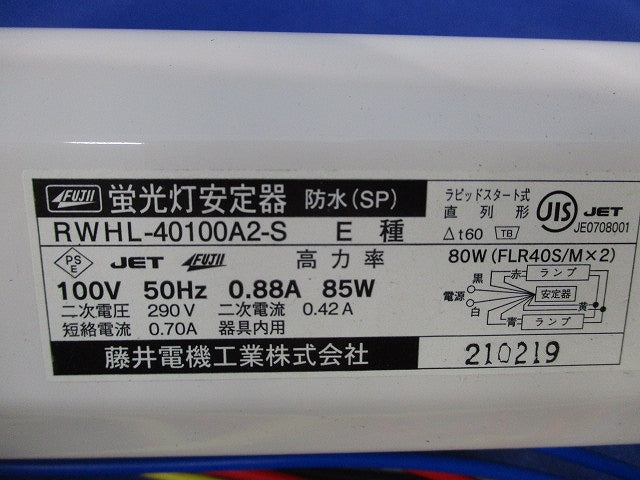 FUJI 蛍光灯安定器 防水(SP)
RWHL-40100A2-S E 種
PS E JET FUJI 高力率
100V 50Hz 0.88A 85W
二次電圧 290V 二次電流 0.42A
短絡電流 0.70A 器具内用
藤井電機工業株式会社
ラピッドスタート式
直列形
Δt60 TB
JIS JET
JE0708001
80W(FLR40S/M×2)
黒 赤 ランプ
電源 安定器
白 黄
青 ランプ
210219